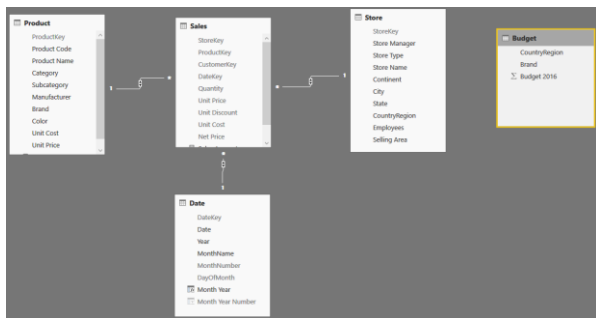 Product
ProductKey
Product Code
Product Name
Category
Subcategory
Manufacturer
Brand
Color
Unit Cost
Unit Price
1
*
Sales
StoreKey
ProductKey
CustomerKey
DateKey
Quantity
Unit Price
Unit Discount
Unit Cost
Net Price
*
1
Store
StoreKey
Store Manager
Store Type
Store Name
Continent
City
State
CountryRegion
Employees
Selling Area
Budget
CountryRegion
Brand
Σ Budget 2016
*
1
Date
DateKey
Date
Year
MonthName
MonthNumber
DayOfMonth
Month Year
Month Year Number